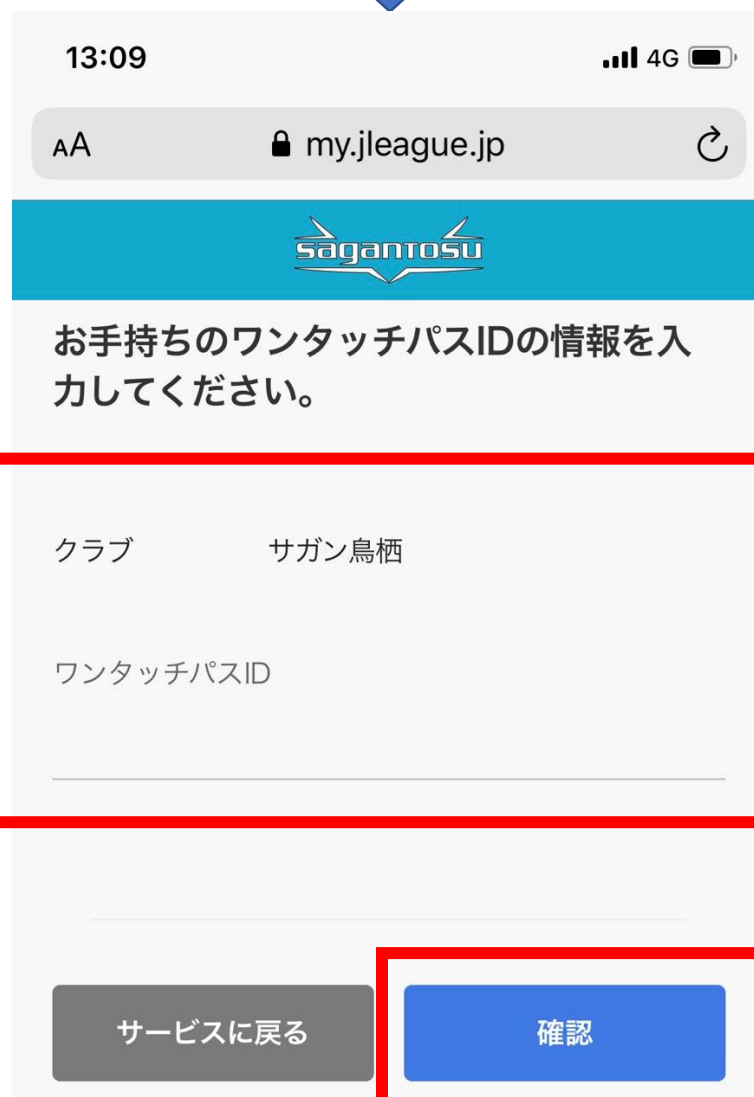 13:09
4G
AA
my.jleague.jp
sagantosu
お手持ちのワンタッチパスIDの情報を入
力してください。
クラブ サガン鳥栖
ワンタッチパスID
サービスに戻る
確認